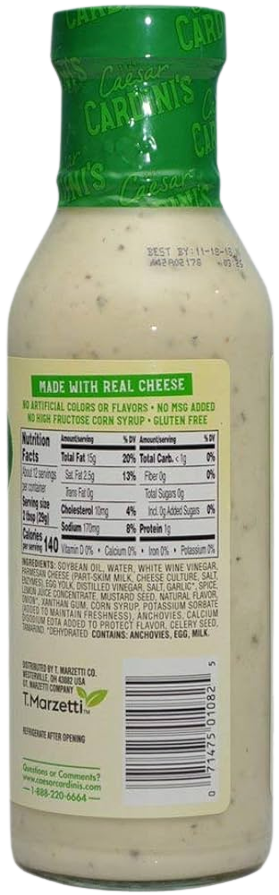 Caesar
CARDINI'S
CARDINI'S
Caesar
BEST BY:11-18-15
MADE WITH REAL CHEESE
NO ARTIFICIAL COLORS OR FLAVORS • NO MSG ADDED
NO HIGH FRUCTOSE CORN SYRUP • GLUTEN FREE
Nutrition
Facts
About 12 servings
per container
Serving size
2 tbsp (29g)
Calories
per serving 140
Amount/serving % DV
Total Fat 15g 20%
Sat. Fat 2.5g 13%
Trans Fat 0g
Cholesterol 10mg 4%
Sodium 170mg 8%
Amount/serving % DV
Total Carb. < 1g 0%
Fiber 0g 0%
Total Sugars 0g
Incl. 0g Added Sugars 0%
Protein 1g
Vitamin D 0% • Calcium 0% • Iron 0% • Potassium 0%
INGREDIENTS: SOYBEAN OIL, WATER, WHITE WINE VINEGAR,
PARMESAN CHEESE (PART-SKIM MILK, CHEESE CULTURE, SALT,
ENZYMES), EGG YOLK, DISTILLED VINEGAR, SALT, GARLIC*, SPICE,
LEMON JUICE CONCENTRATE, MUSTARD SEED, NATURAL FLAVOR,
ONION*, XANTHAN GUM, CORN SYRUP, POTASSIUM SORBATE
(ADDED TO MAINTAIN FRESHNESS), ANCHOVIES, CALCIUM
DISODIUM EDTA ADDED TO PROTECT FLAVOR, CELERY SEED,
TAMARIND. *DEHYDRATED CONTAINS: ANCHOVIES, EGG, MILK.
DISTRIBUTED BY T. MARZETTI CO.
WESTERVILLE, OH 43082 USA
©T. MARZETTI COMPANY
T.Marzetti™
REFRIGERATE AFTER OPENING
Questions or Comments?
www.caesarcardinis.com
1-888-220-6664
0 71475 01082 5